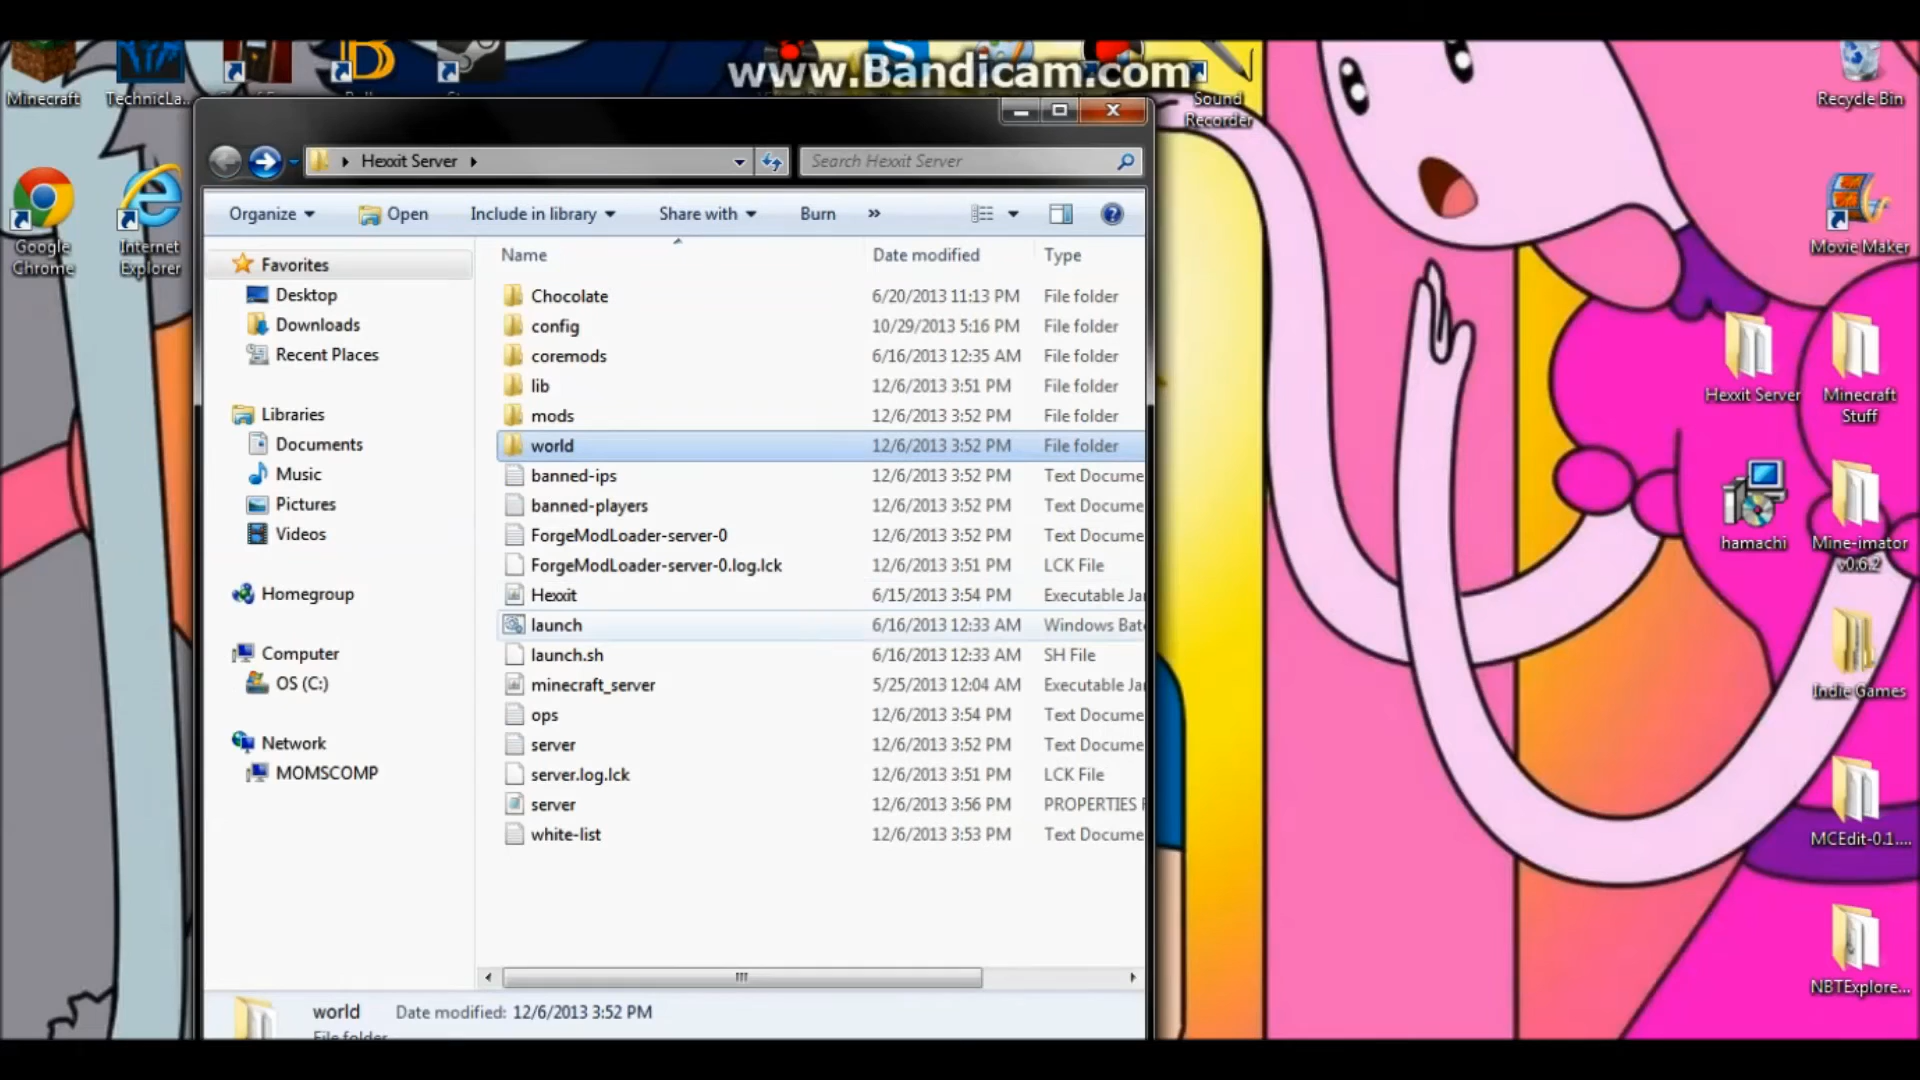 www.Bandicam.com
Minecraft
TechnicLa...
Sound Recorder
Recycle Bin
Hexxit Server
Search Hexxit Server
Organize
Open
Include in library
Share with
Burn
»
Google Chrome
Internet Explorer
Movie Maker
Hexxit Server
Minecraft Stuff
hamachi
Mine-imator v0.6.2
Indie Games
MCEdit-0.1....
NBTExplore...
Favorites
Desktop
Downloads
Recent Places
Libraries
Documents
Music
Pictures
Videos
Homegroup
Computer
OS (C:)
Network
MOMSCOMP
Name Date modified Type
Chocolate 6/20/2013 11:13 PM File folder
config 10/29/2013 5:16 PM File folder
coremods 6/16/2013 12:35 AM File folder
lib 12/6/2013 3:51 PM File folder
mods 12/6/2013 3:52 PM File folder
world 12/6/2013 3:52 PM File folder
banned-ips 12/6/2013 3:52 PM Text Docume
banned-players 12/6/2013 3:52 PM Text Docume
ForgeModLoader-server-0 12/6/2013 3:52 PM Text Docume
ForgeModLoader-server-0.log.lck 12/6/2013 3:51 PM LCK File
Hexxit 6/15/2013 3:54 PM Executable Ja
launch 6/16/2013 12:33 AM Windows Bat
launch.sh 6/16/2013 12:33 AM SH File
minecraft_server 5/25/2013 12:04 AM Executable Ja
ops 12/6/2013 3:54 PM Text Docume
server 12/6/2013 3:52 PM Text Docume
server.log.lck 12/6/2013 3:51 PM LCK File
server 12/6/2013 3:56 PM PROPERTIES
white-list 12/6/2013 3:53 PM Text Docume
world Date modified: 12/6/2013 3:52 PM
File folder